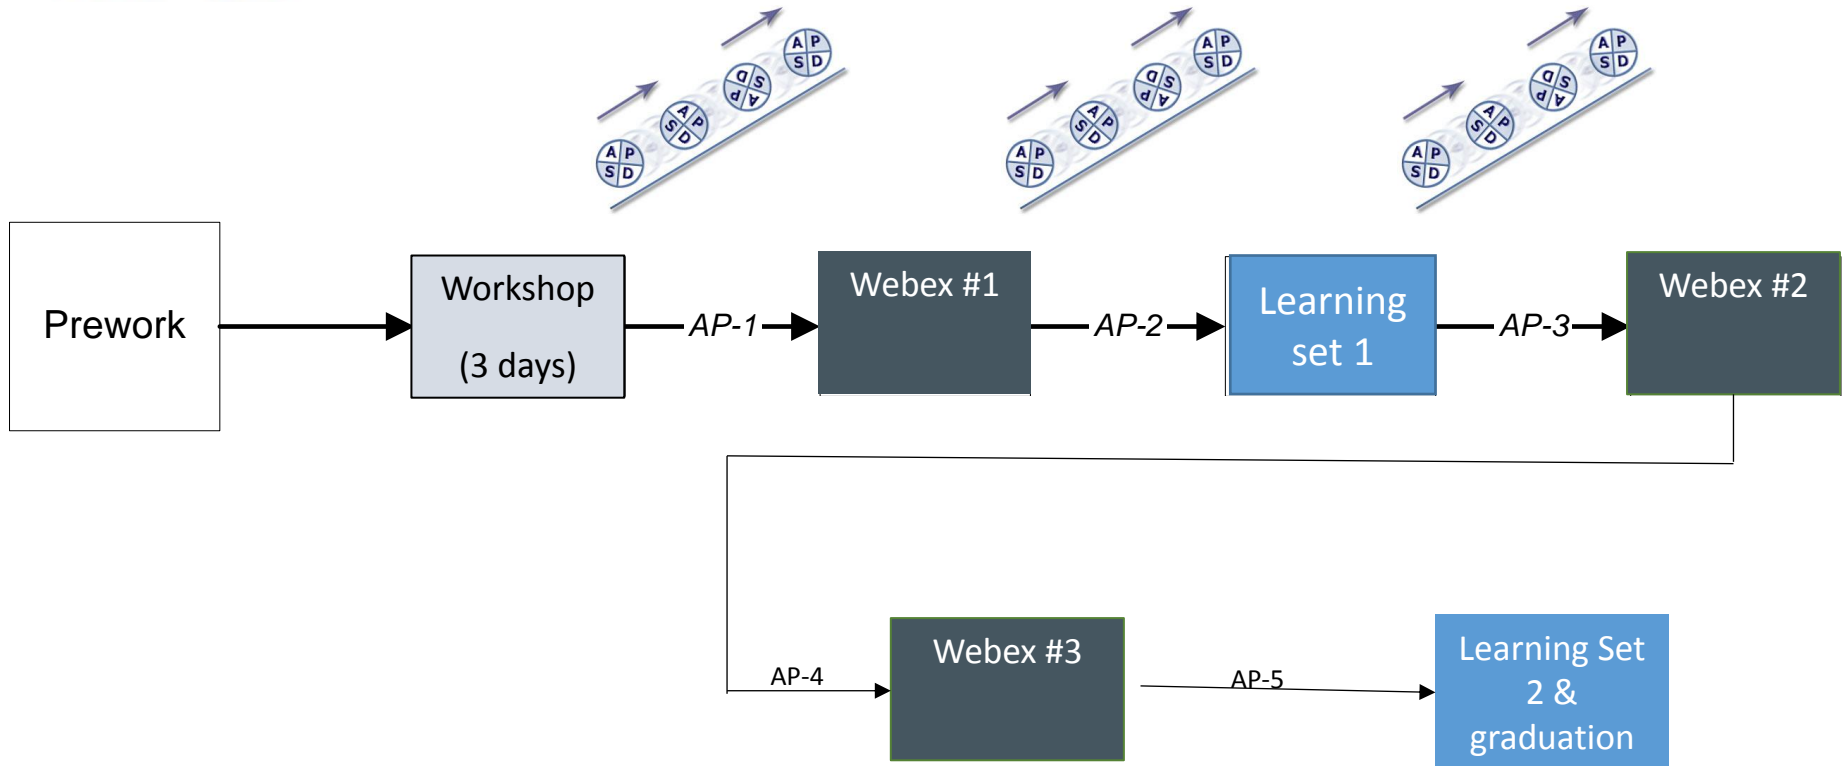 A P
S D
A P
S D
A P
S D
A P
S D
A P
S D
A P
S D
A P
S D
A P
S D
A P
S D
A P
S D
A P
S D
A P
S D
Prework
Workshop
(3 days)
AP-1
Webex #1
AP-2
Learning
set 1
AP-3
Webex #2
AP-4
Webex #3
AP-5
Learning Set
2 &
graduation